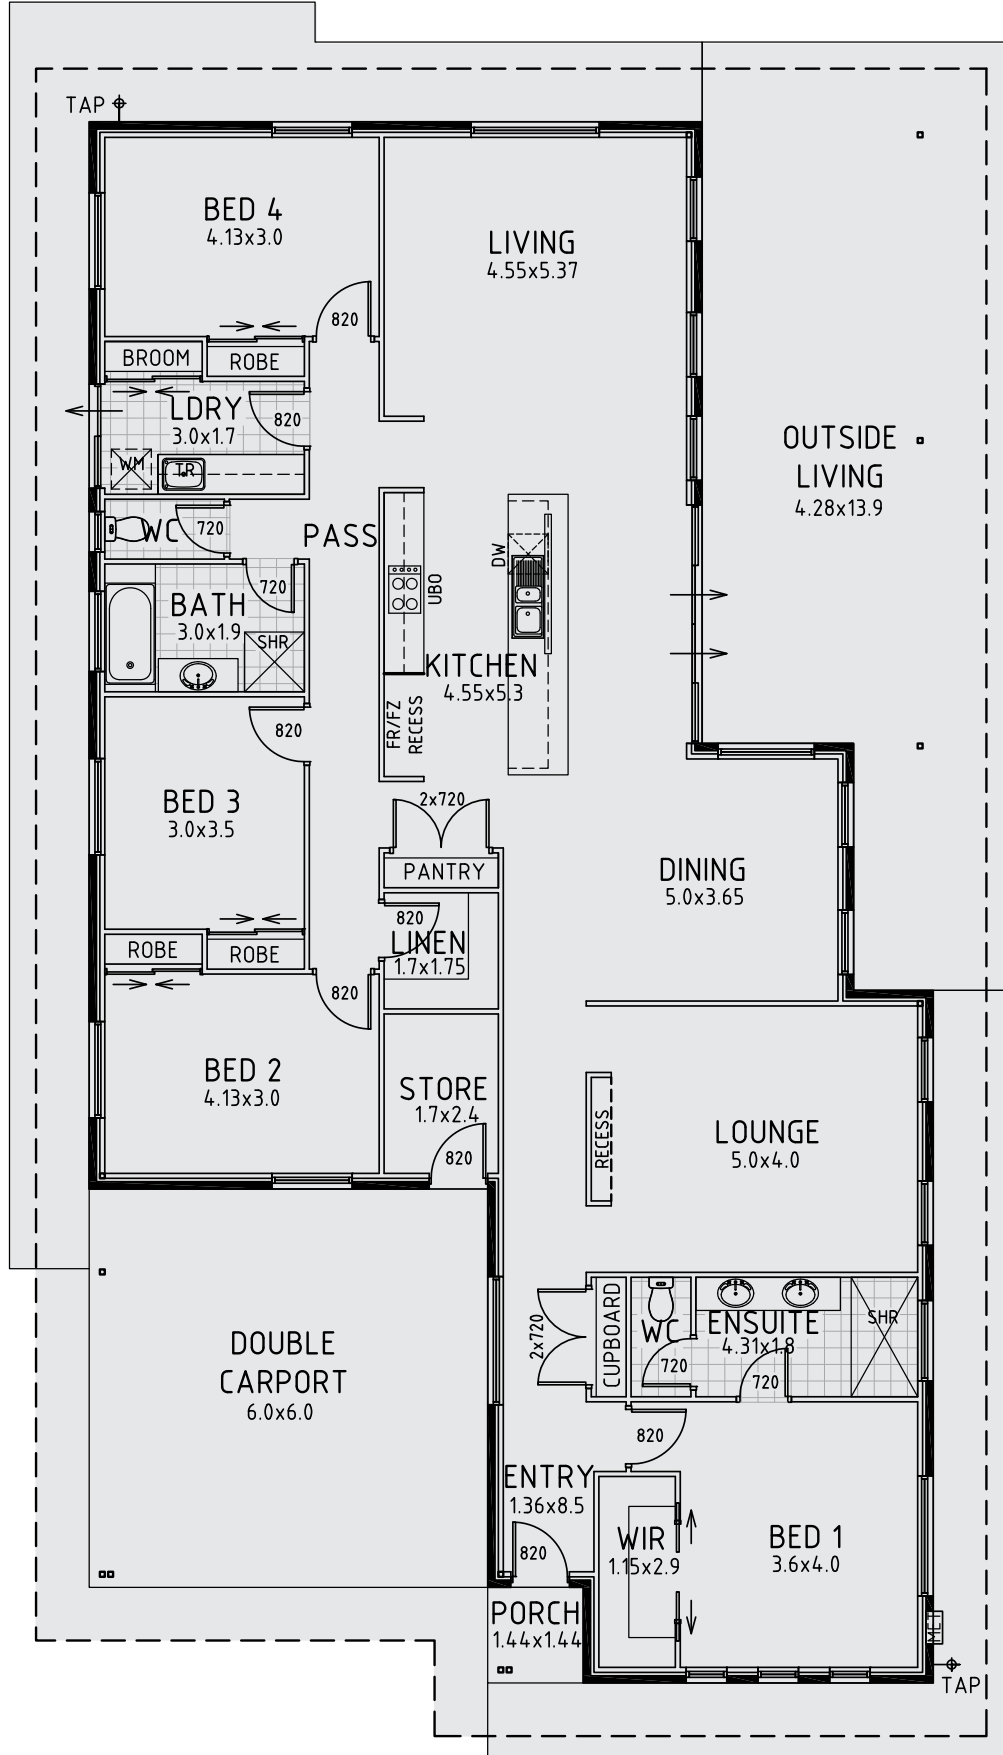 TAP
BED 4
4.13x3.0
LIVING
4.55x5.37
820
BROOM
ROBE
LDRY
3.0x1.7
820
WM
TR
OUTSIDE
LIVING
4.28x13.9
WC
720
PASS
DW
720
BATH
3.0x1.9
SHR
UBO
KITCHEN
4.55x5.3
FR/FZ
RECESS
820
BED 3
3.0x3.5
2x720
PANTRY
DINING
5.0x3.65
820
LINEN
1.7x1.75
ROBE
ROBE
820
BED 2
4.13x3.0
STORE
1.7x2.4
820
RECESS
LOUNGE
5.0x4.0
DOUBLE
CARPORT
6.0x6.0
2x720
CUPBOARD
WC
720
ENSUITE
4.31x1.8
720
SHR
820
ENTRY
1.36x8.5
WIR
1.15x2.9
BED 1
3.6x4.0
820
PORCH
1.44x1.44
TAP